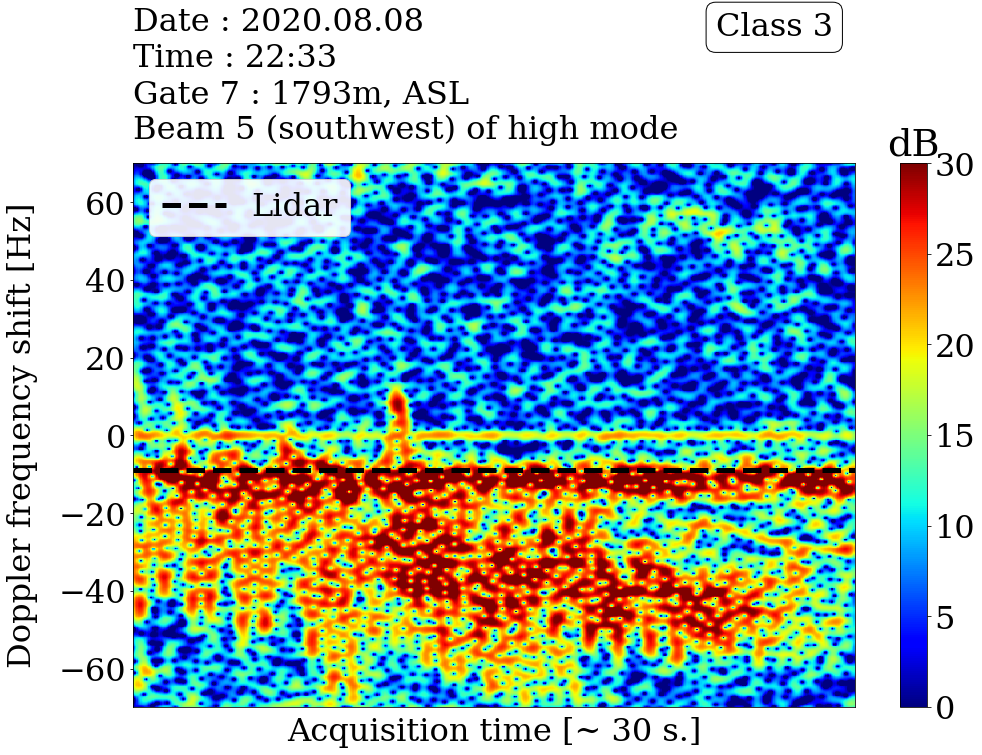 Date : 2020.08.08
Time : 22:33
Gate 7 : 1793m, ASL
Beam 5 (southwest) of high mode
Class 3
dB
Lidar
60
40
20
0
−20
−40
−60
Doppler frequency shift [Hz]
Acquisition time [~ 30 s.]
30
25
20
15
10
5
0